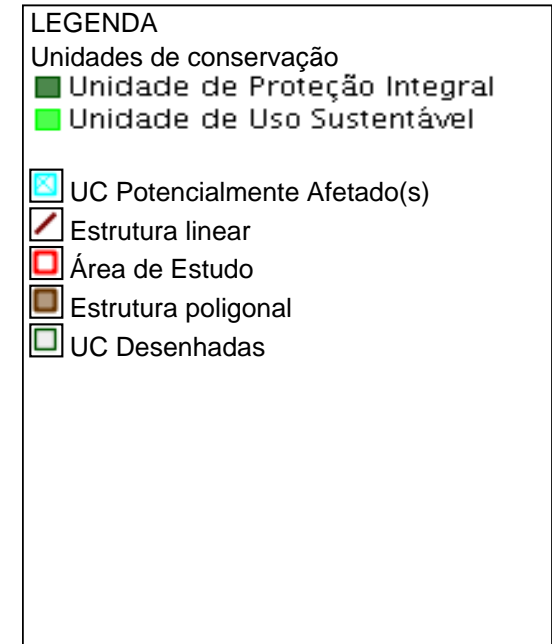 LEGENDA
Unidades de conservação
Unidade de Proteção Integral
Unidade de Uso Sustentável
UC Potencialmente Afetado(s)
Estrutura linear
Área de Estudo
Estrutura poligonal
UC Desenhadas